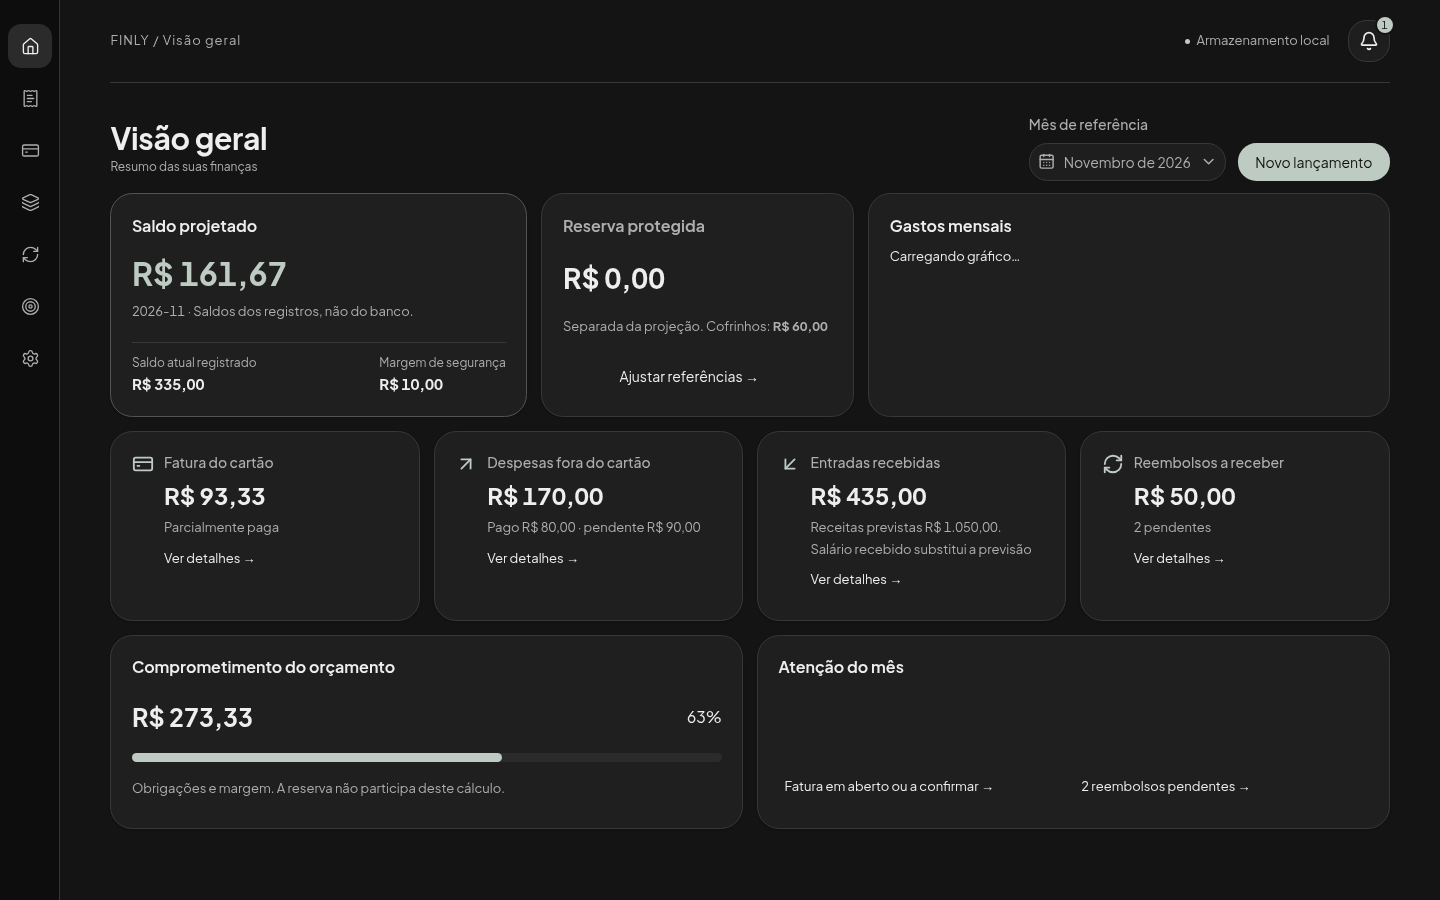 FINLY / Visão geral
Armazenamento local
1
Visão geral
Resumo das suas finanças
Mês de referência
Novembro de 2026
Novo lançamento
Saldo projetado
R$ 161,67
2026-11 · Saldos dos registros, não do banco.
Saldo atual registrado
R$ 335,00
Margem de segurança
R$ 10,00
Reserva protegida
R$ 0,00
Separada da projeção. Cofrinhos: R$ 60,00
Ajustar referências →
Gastos mensais
Carregando gráfico…
Fatura do cartão
R$ 93,33
Parcialmente paga
Ver detalhes →
Despesas fora do cartão
R$ 170,00
Pago R$ 80,00 · pendente R$ 90,00
Ver detalhes →
Entradas recebidas
R$ 435,00
Receitas previstas R$ 1.050,00.
Salário recebido substitui a previsão
Ver detalhes →
Reembolsos a receber
R$ 50,00
2 pendentes
Ver detalhes →
Comprometimento do orçamento
R$ 273,33
63%
Obrigações e margem. A reserva não participa deste cálculo.
Atenção do mês
Fatura em aberto ou a confirmar →
2 reembolsos pendentes →